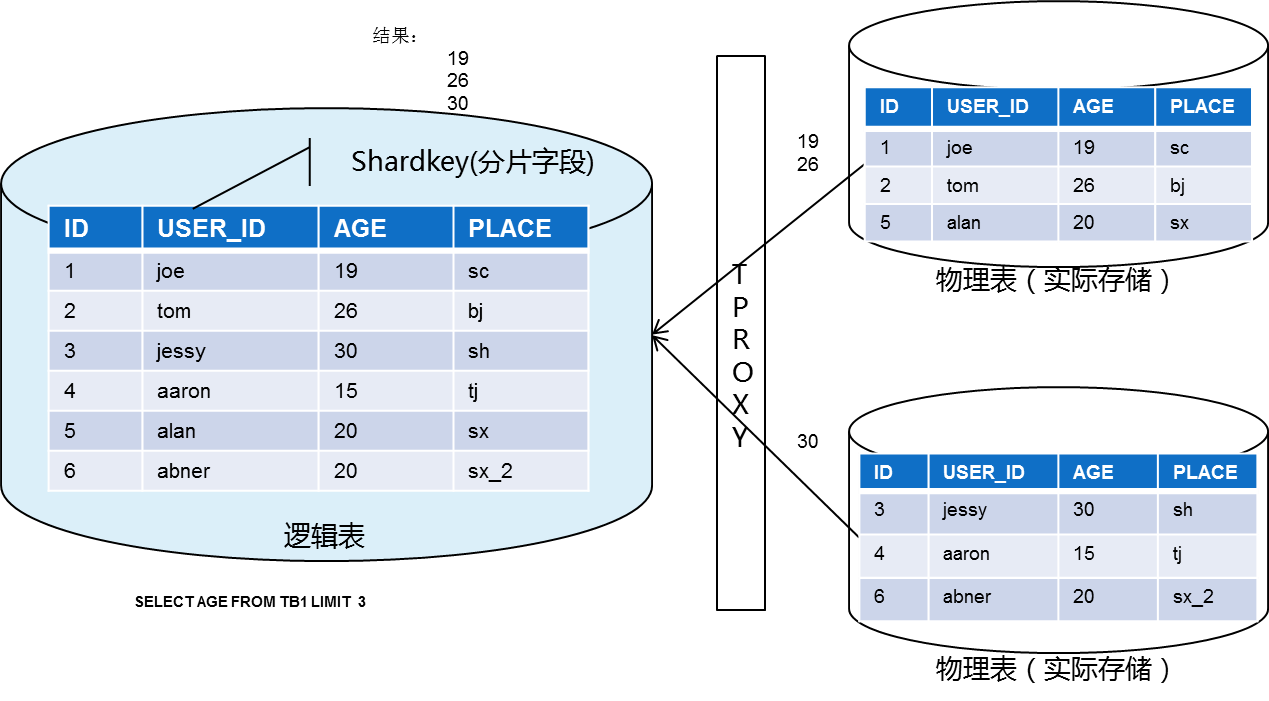 结果：
19
26
30
Shardkey(分片字段)
ID USER_ID AGE PLACE
1 joe 19 sc
2 tom 26 bj
3 jessy 30 sh
4 aaron 15 tj
5 alan 20 sx
6 abner 20 sx_2
逻辑表
SELECT AGE FROM TB1 LIMIT 3
TPROXY
19
26
30
ID USER_ID AGE PLACE
1 joe 19 sc
2 tom 26 bj
5 alan 20 sx
物理表（实际存储）
ID USER_ID AGE PLACE
3 jessy 30 sh
4 aaron 15 tj
6 abner 20 sx_2
物理表（实际存储）